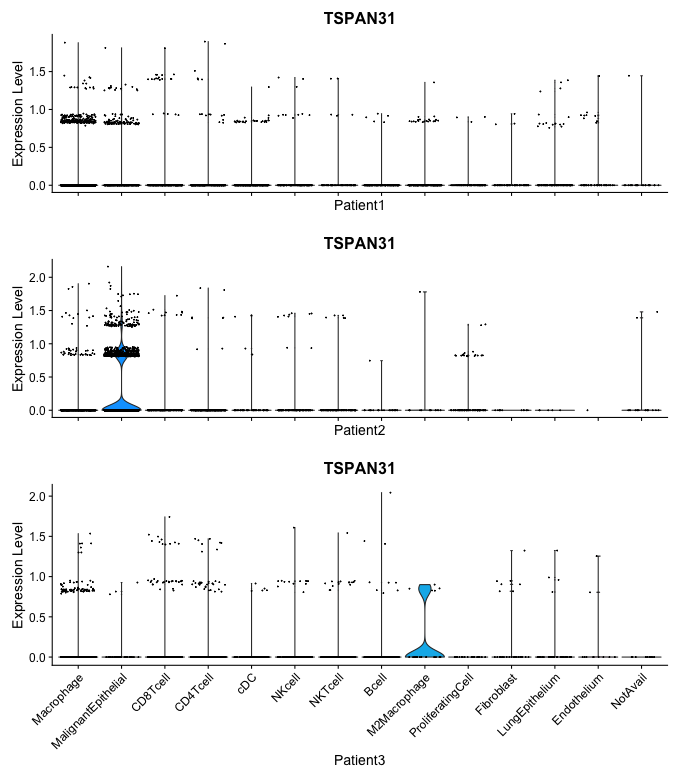 TSPAN31
Expression Level
1.5
1.0
0.5
0.0
Patient1
TSPAN31
Expression Level
2.0
1.5
1.0
0.5
0.0
Patient2
TSPAN31
Expression Level
2.0
1.5
1.0
0.5
0.0
Macrophage
MalignantEpithelial
CD8Tcell
CD4Tcell
cDC
NKcell
NKTcell
Bcell
M2Macrophage
ProliferatingCell
Fibroblast
LungEpithelium
Endothelium
NotAvail
Patient3